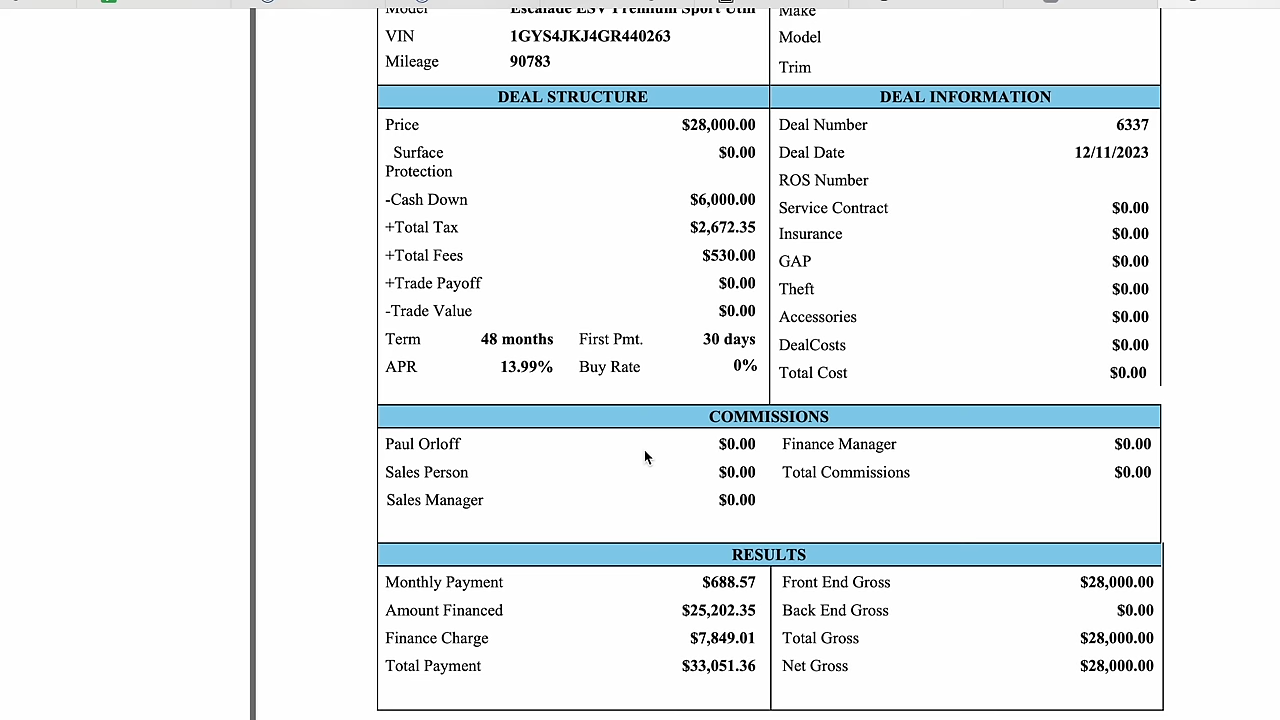 Model Escalade ESV Premium Sport Utili Make
VIN 1GYS4JKJ4GR440263 Model
Mileage 90783 Trim
DEAL STRUCTURE DEAL INFORMATION
Price $28,000.00 Deal Number 6337
Surface $0.00 Deal Date 12/11/2023
Protection ROS Number
-Cash Down $6,000.00 Service Contract $0.00
+Total Tax $2,672.35 Insurance $0.00
+Total Fees $530.00 GAP $0.00
+Trade Payoff $0.00 Theft $0.00
-Trade Value $0.00 Accessories $0.00
Term 48 months First Pmt. 30 days DealCosts $0.00
APR 13.99% Buy Rate 0% Total Cost $0.00
COMMISSIONS
Paul Orloff $0.00 Finance Manager $0.00
Sales Person $0.00 Total Commissions $0.00
Sales Manager $0.00
RESULTS
Monthly Payment $688.57 Front End Gross $28,000.00
Amount Financed $25,202.35 Back End Gross $0.00
Finance Charge $7,849.01 Total Gross $28,000.00
Total Payment $33,051.36 Net Gross $28,000.00